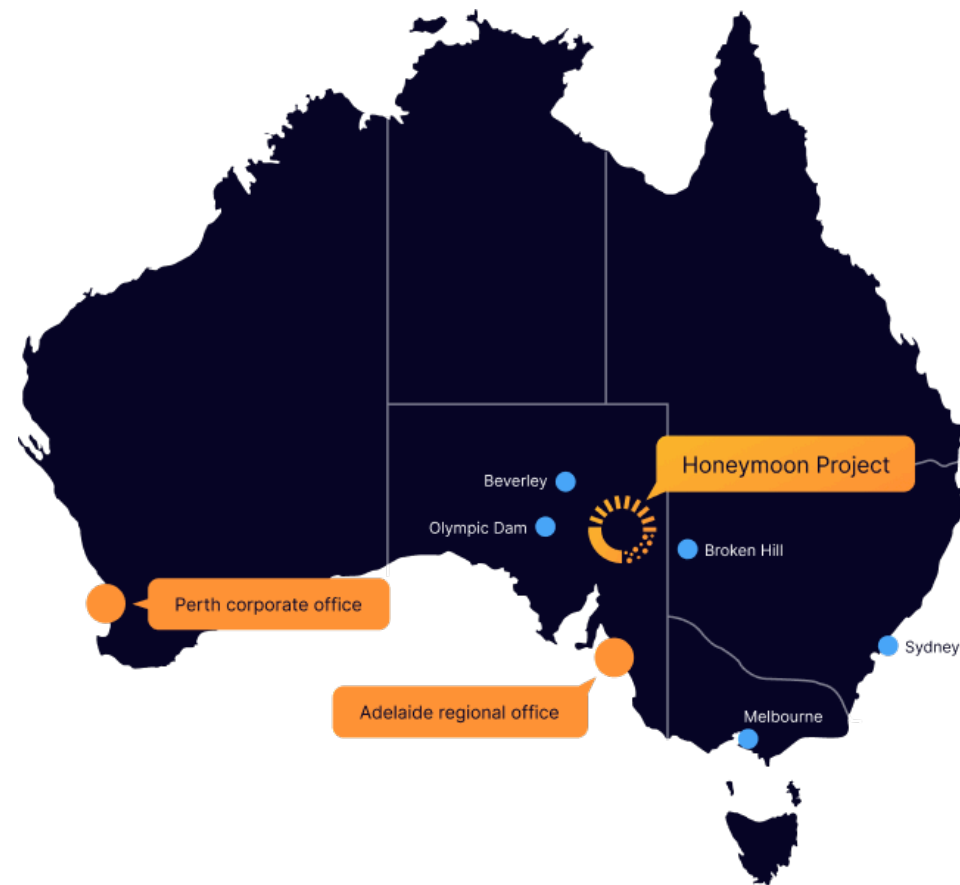 Honeymoon Project
Beverley
Olympic Dam
Broken Hill
Perth corporate office
Sydney
Adelaide regional office
Melbourne